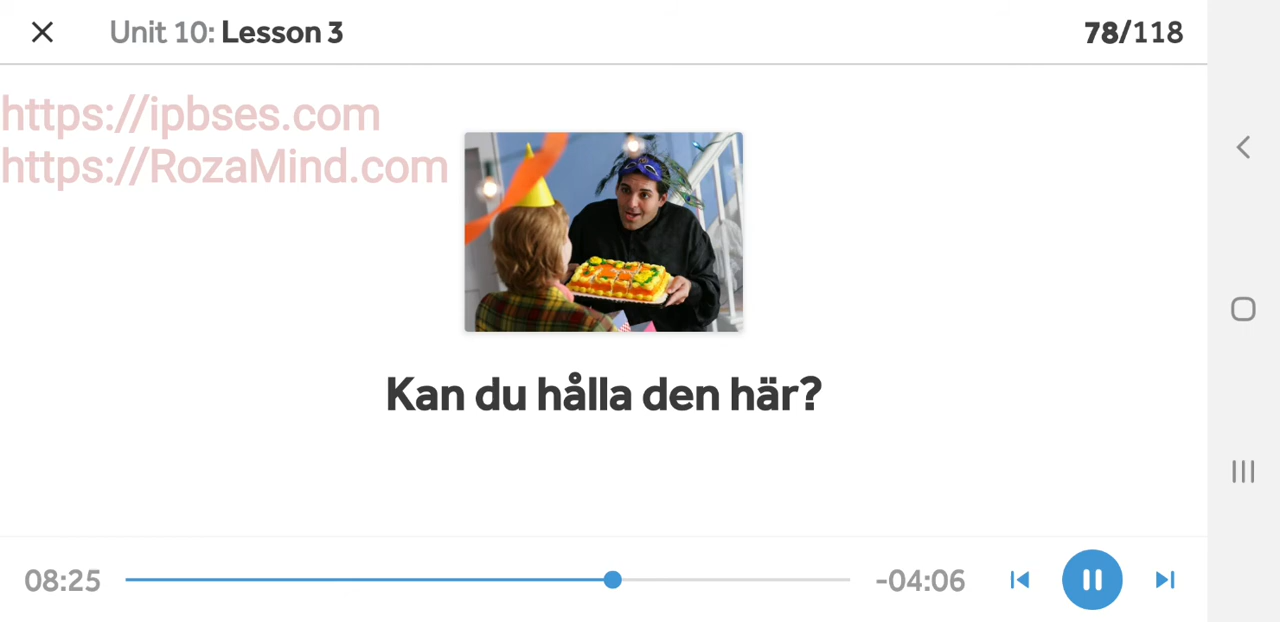 Unit 10: Lesson 3
78/118
https://ipbses.com
https://RozaMind.com
Kan du hålla den här?
08:25
-04:06